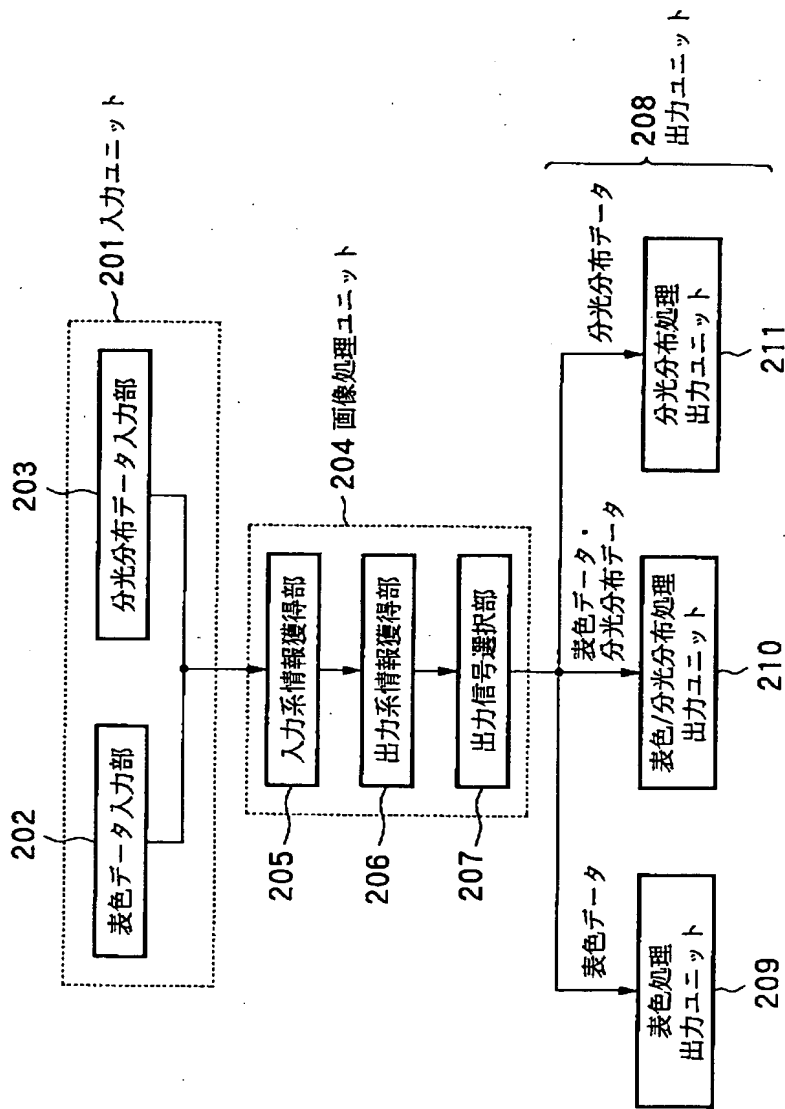 201 入力ユニット
202
203
表色データ入力部
分光分布データ入力部
204 画像処理ユニット
205
入力系情報獲得部
206
出力系情報獲得部
207
出力信号選択部
208
出力ユニット
表色データ
表色データ・
分光分布データ
分光分布データ
表色処理
出力ユニット
表色/分光分布処理
出力ユニット
分光分布処理
出力ユニット
209
210
211